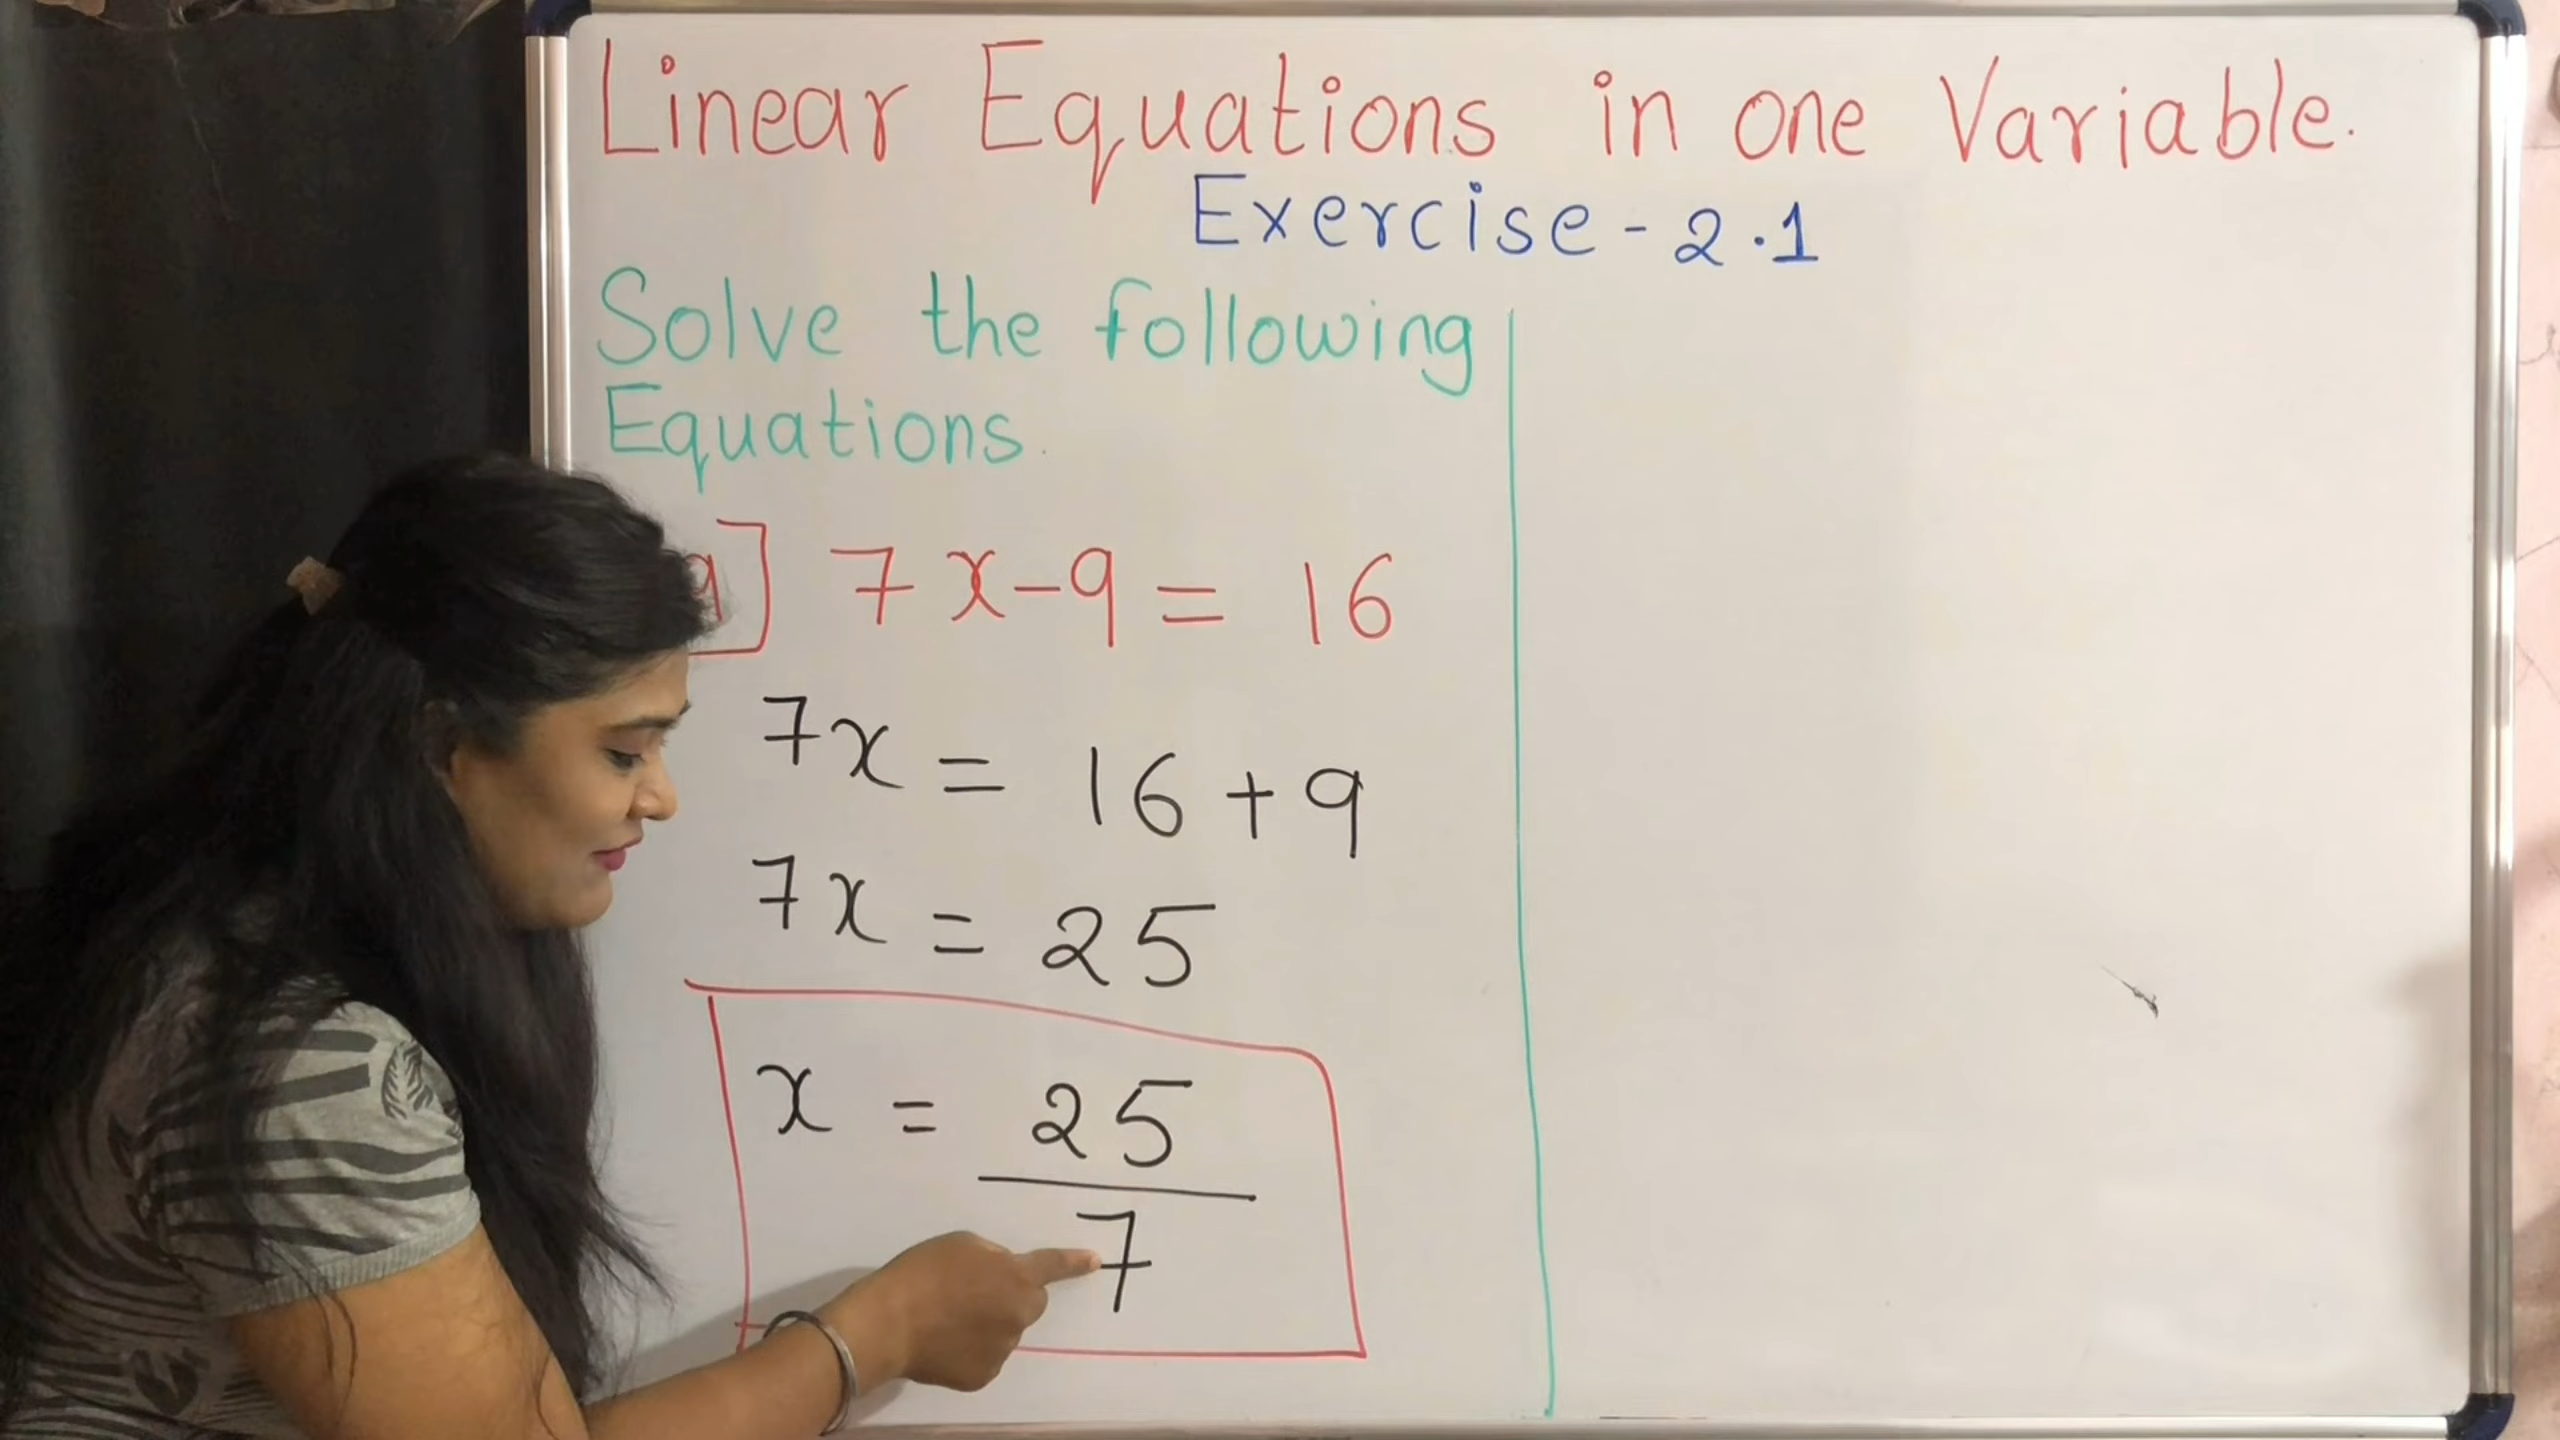 Linear Equations in one Variable.
Exercise - 2.1
Solve the following
Equations.
9] 7x-9 = 16
7x = 16+9
7x = 25
x = 25/7